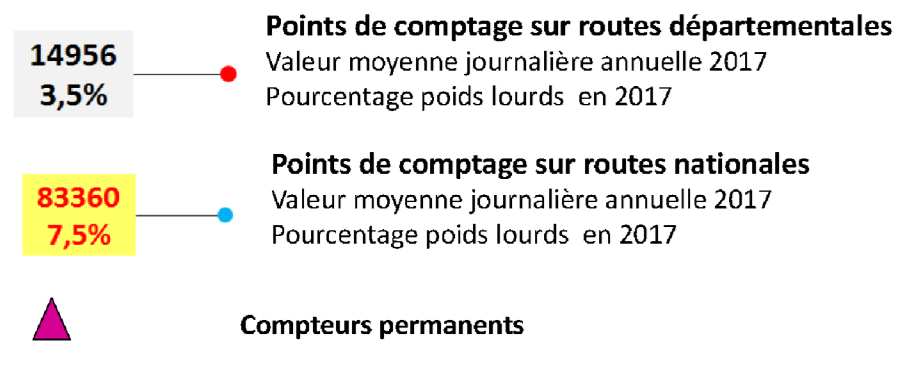 14956
3,5%
Points de comptage sur routes départementales
Valeur moyenne journalière annuelle 2017
Pourcentage poids lourds en 2017
83360
7,5%
Points de comptage sur routes nationales
Valeur moyenne journalière annuelle 2017
Pourcentage poids lourds en 2017
Compteurs permanents